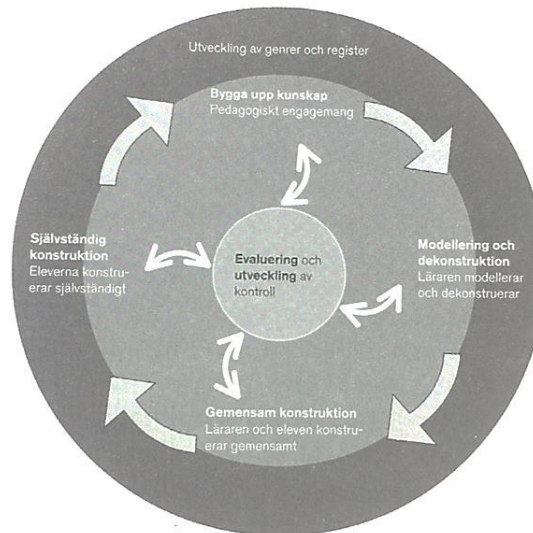 Utveckling av genrer och register
Bygga upp kunskap
Pedagogiskt engagemang
Modellering och
dekonstruktion
Läraren modellerar
och dekonstruerar
Gemensam konstruktion
Läraren och eleven konstru-
erar gemensamt
Självständig
konstruktion
Eleverna konstru-
erar självständigt
Evaluering och
utveckling av
kontroll